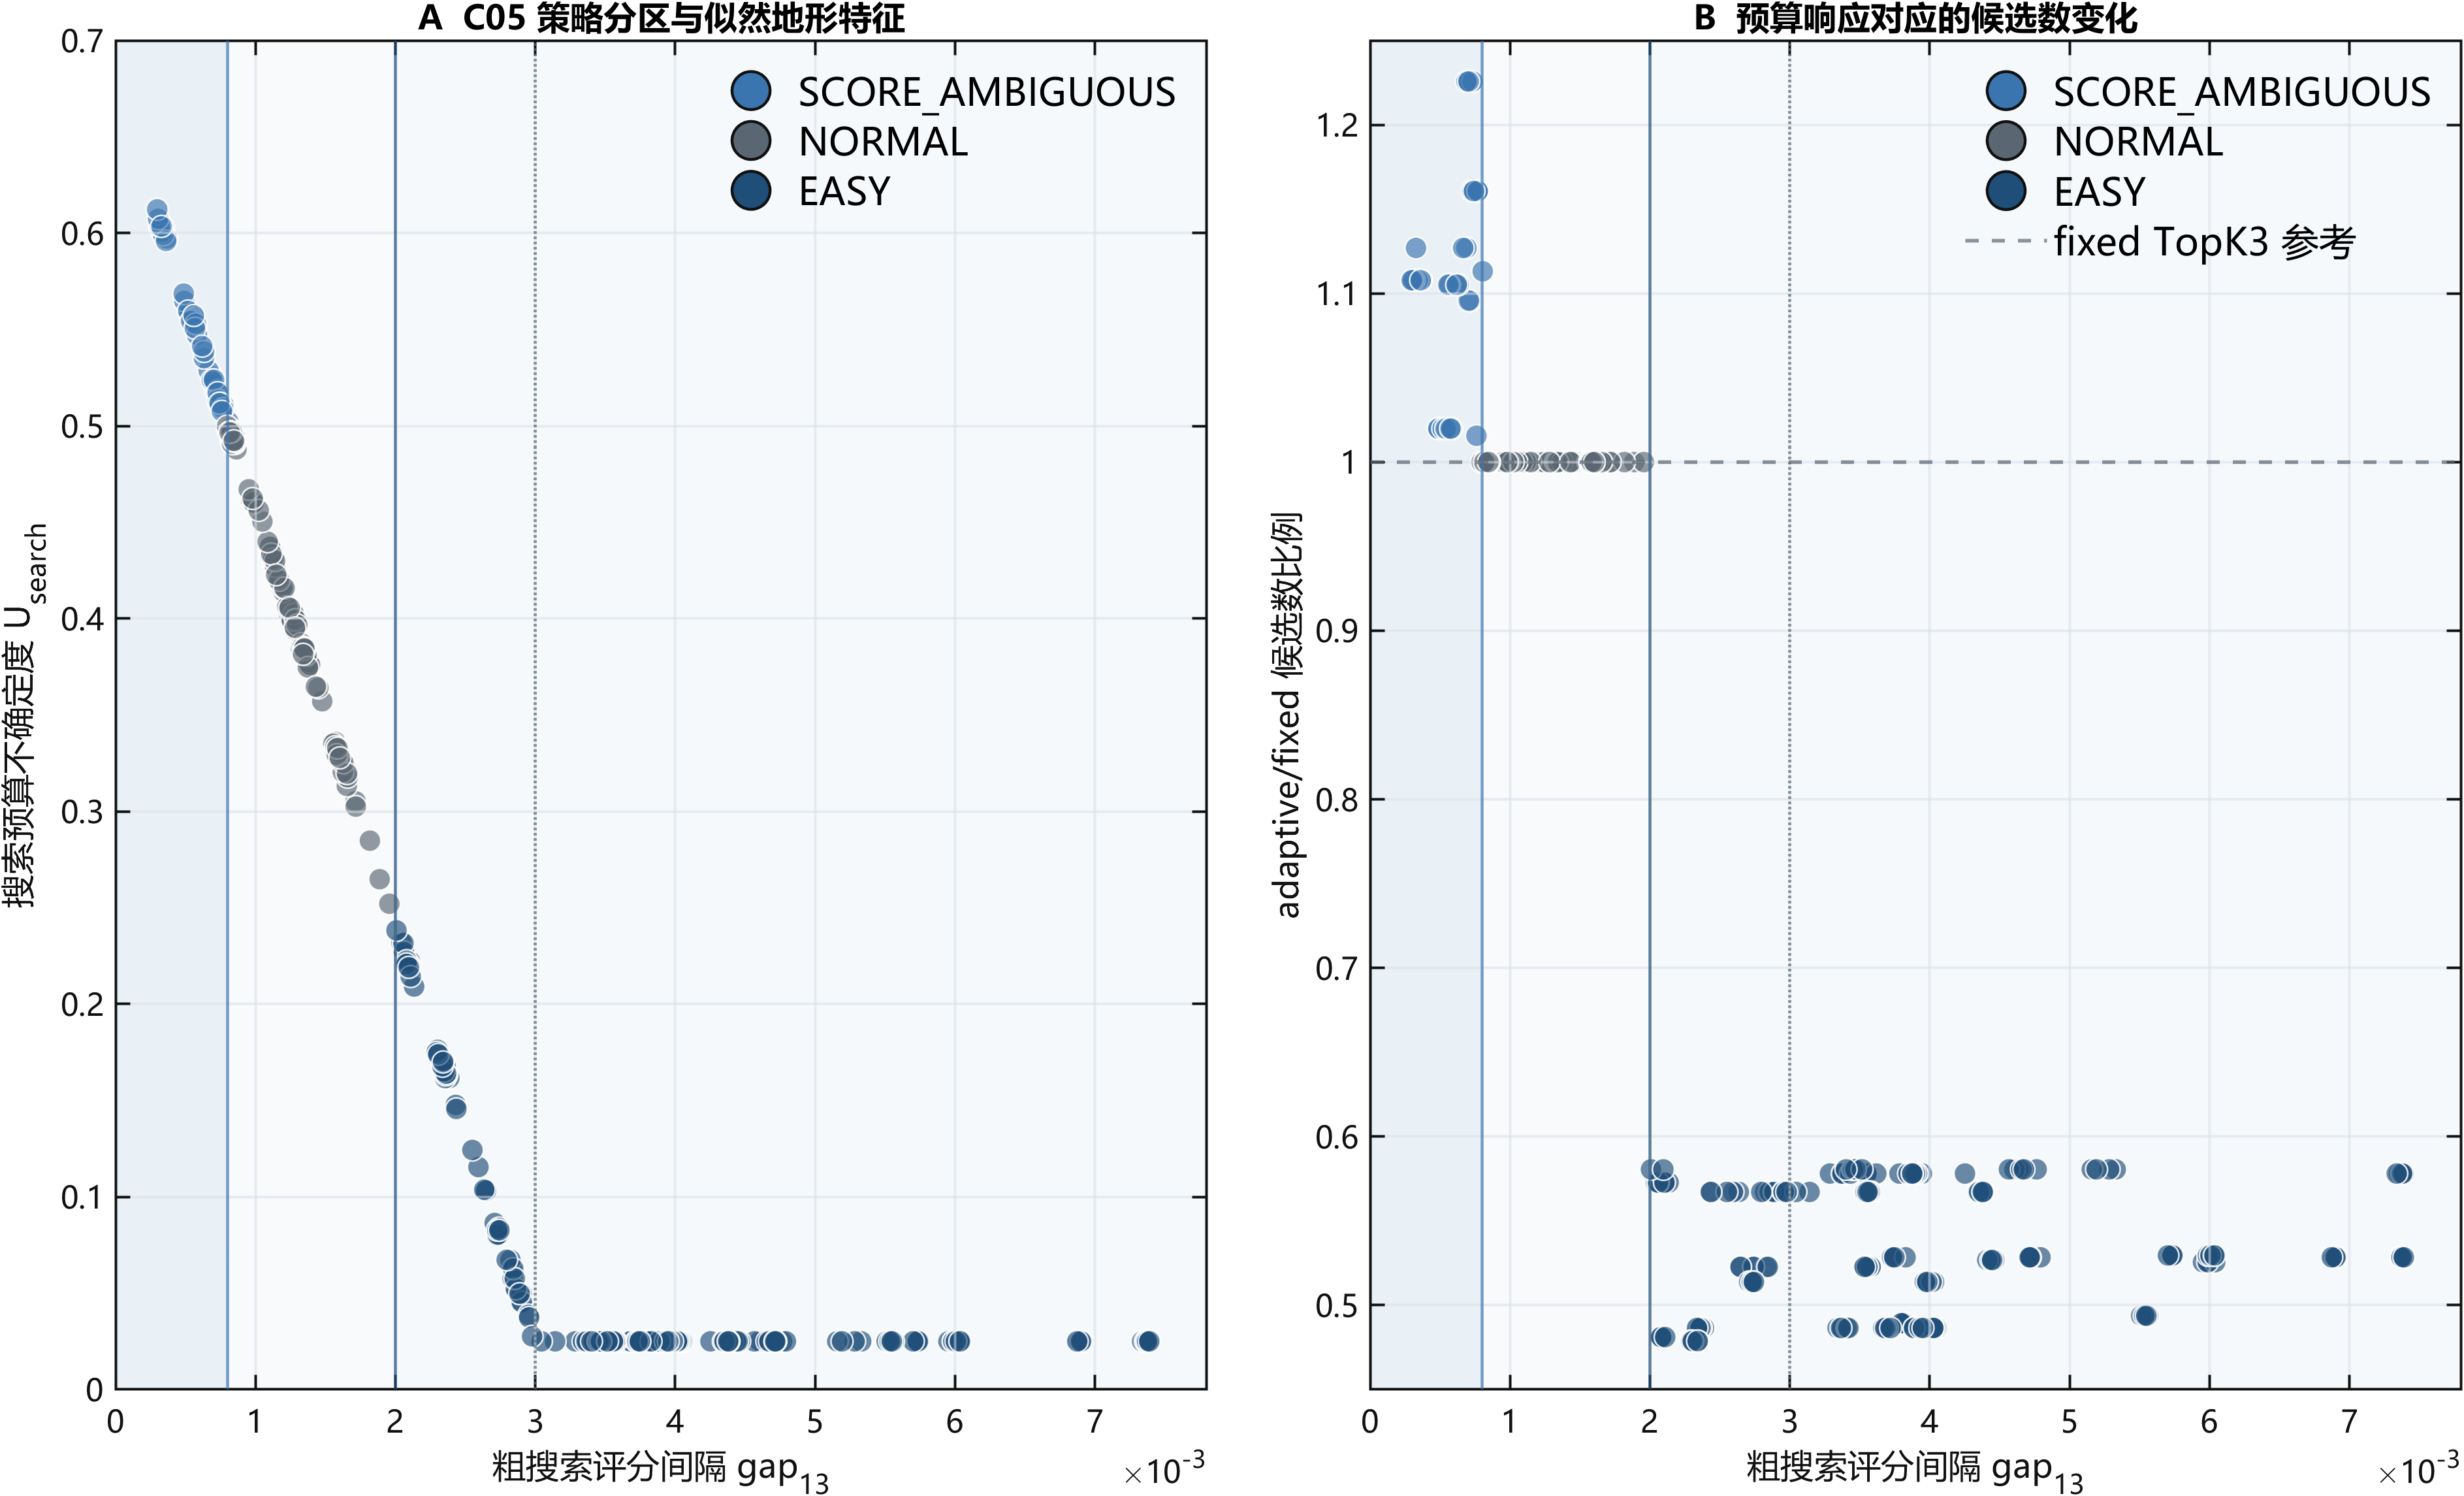 A C05 策略分区与似然地形特征
0.7
0.6
0.5
0.4
0.3
0.2
0.1
0
搜索预算不确定度 U_search
SCORE_AMBIGUOUS
NORMAL
EASY
0 1 2 3 4 5 6 7
粗搜索评分间隔 gap_13
×10^-3
B 预算响应对应的候选数变化
1.2
1.1
1
0.9
0.8
0.7
0.6
0.5
adaptive/fixed 候选数比例
SCORE_AMBIGUOUS
NORMAL
EASY
fixed TopK3 参考
0 1 2 3 4 5 6 7
粗搜索评分间隔 gap_13
×10^-3